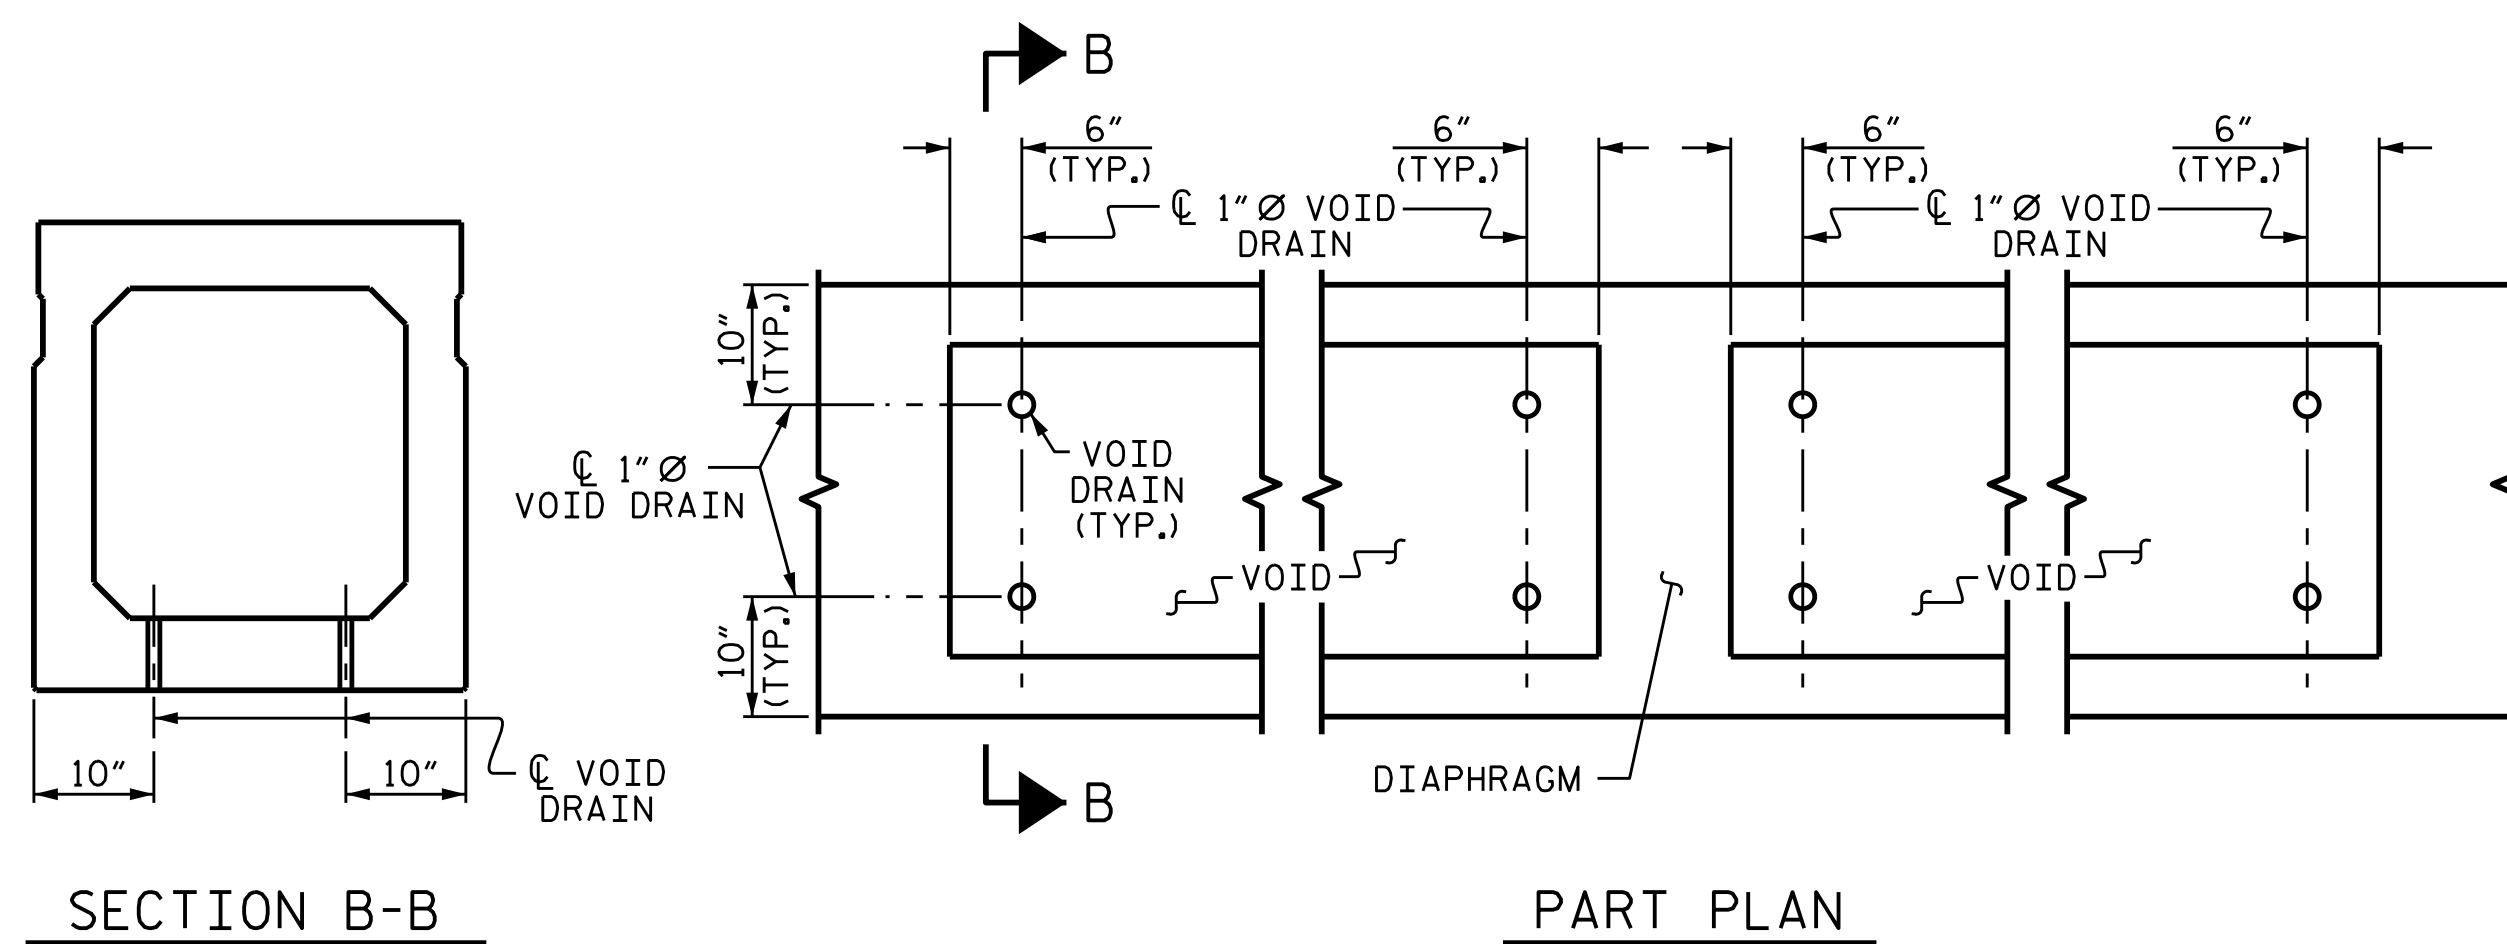 B
6" 6" 6" 6"
(TYP.) (TYP.) (TYP.) (TYP.)
℄ 1"Ø VOID
DRAIN
℄ 1"Ø VOID
DRAIN
10"
(TYP.)
℄ 1"Ø
VOID DRAIN
VOID
DRAIN
(TYP.)
VOID
VOID
10"
(TYP.)
10"
10"
℄ VOID
DRAIN
DIAPHRAGM
B
SECTION B-B
PART PLAN